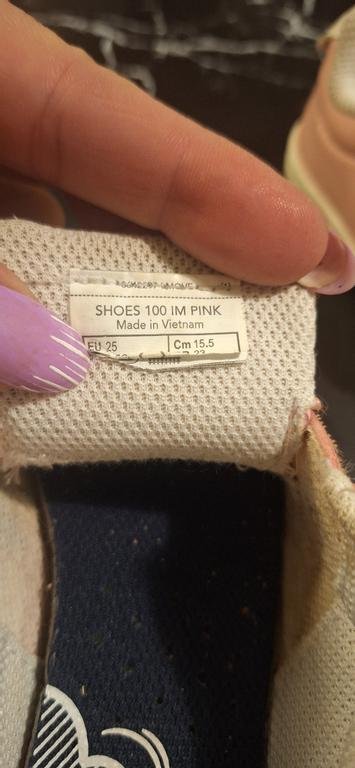 SHOES 100 IM PINK
Made in Vietnam
EU 25 Cm 15.5